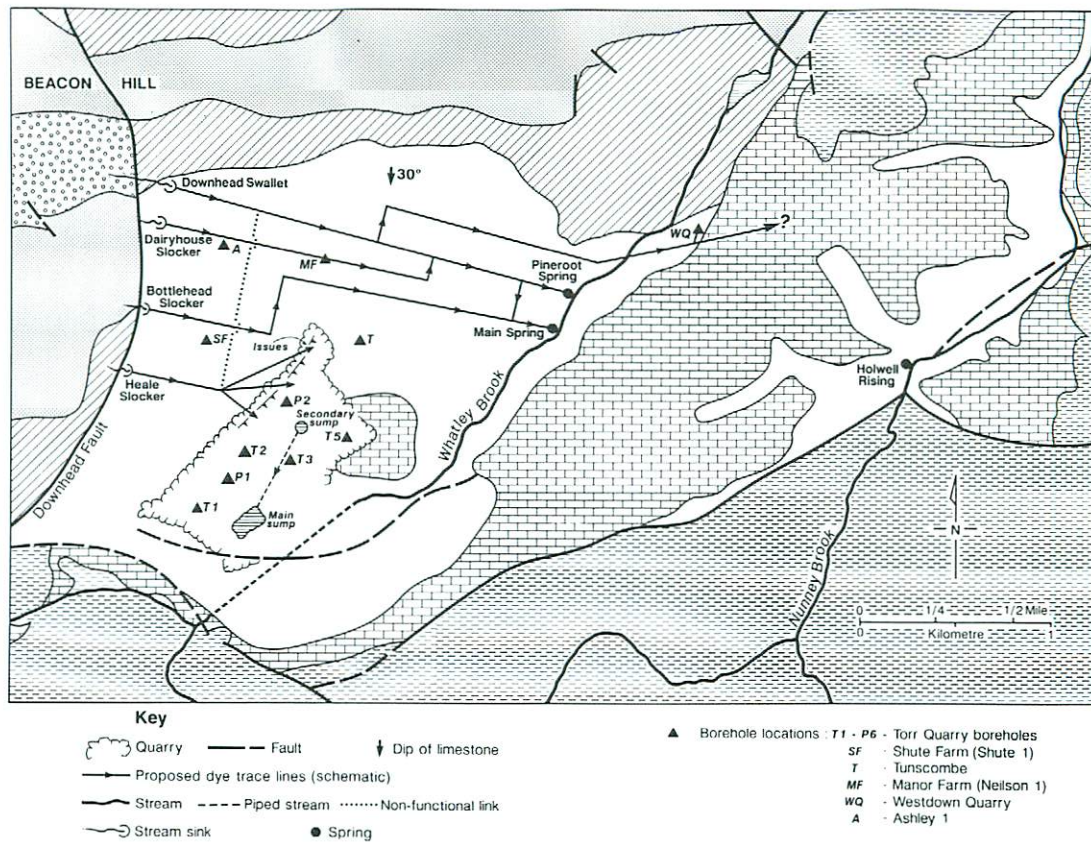 BEACON HILL
30°
Downhead Swallet
Dairyhouse
Slocker
A
MF
WQ
?
Pineroot
Spring
Bottlehead
Slocker
Main Spring
SF
Issues
T
Heale
Slocker
Holwell
Rising
P2
Secondary
sump
T5
T2
T3
P1
T1
Main
sump
Downhead Fault
Whatley Brook
Nunney Brook
N
0 1/4 1/2 Mile
0 Kilometre 1
Key
Quarry Fault Dip of limestone
Proposed dye trace lines (schematic)
Stream Piped stream Non-functional link
Stream sink Spring
Borehole locations : T1 - P6 - Torr Quarry boreholes
SF - Shute Farm (Shute 1)
T - Tunscombe
MF - Manor Farm (Neilson 1)
WQ - Westdown Quarry
A - Ashley 1